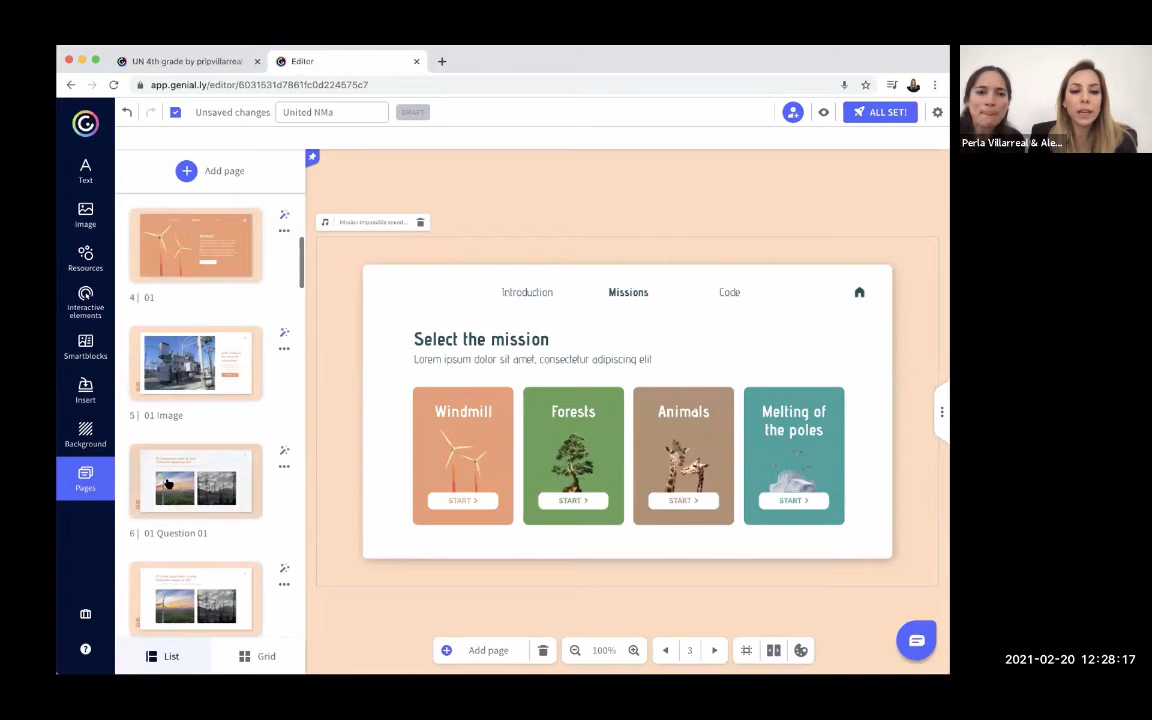 UN 4th grade by pripvillarreal
Editor
app.genial.ly/editor/6031531d7861fc0d224575c7
Unsaved changes
United NMa
DRAFT
ALL SET!
Perla Villarreal & Ale...
Text
Image
Resources
Interactive
elements
Smartblocks
Insert
Background
Pages
Add page
4 | 01
5 | 01 Image
6 | 01 Question 01
List
Grid
Mission impossible sound...
Introduction
Missions
Code
Select the mission
Lorem ipsum dolor sit amet, consectetur adipiscing elit
Windmill
START >
Forests
START >
Animals
START >
Melting of
the poles
START >
Add page
100%
3
2021-02-20 12:28:17